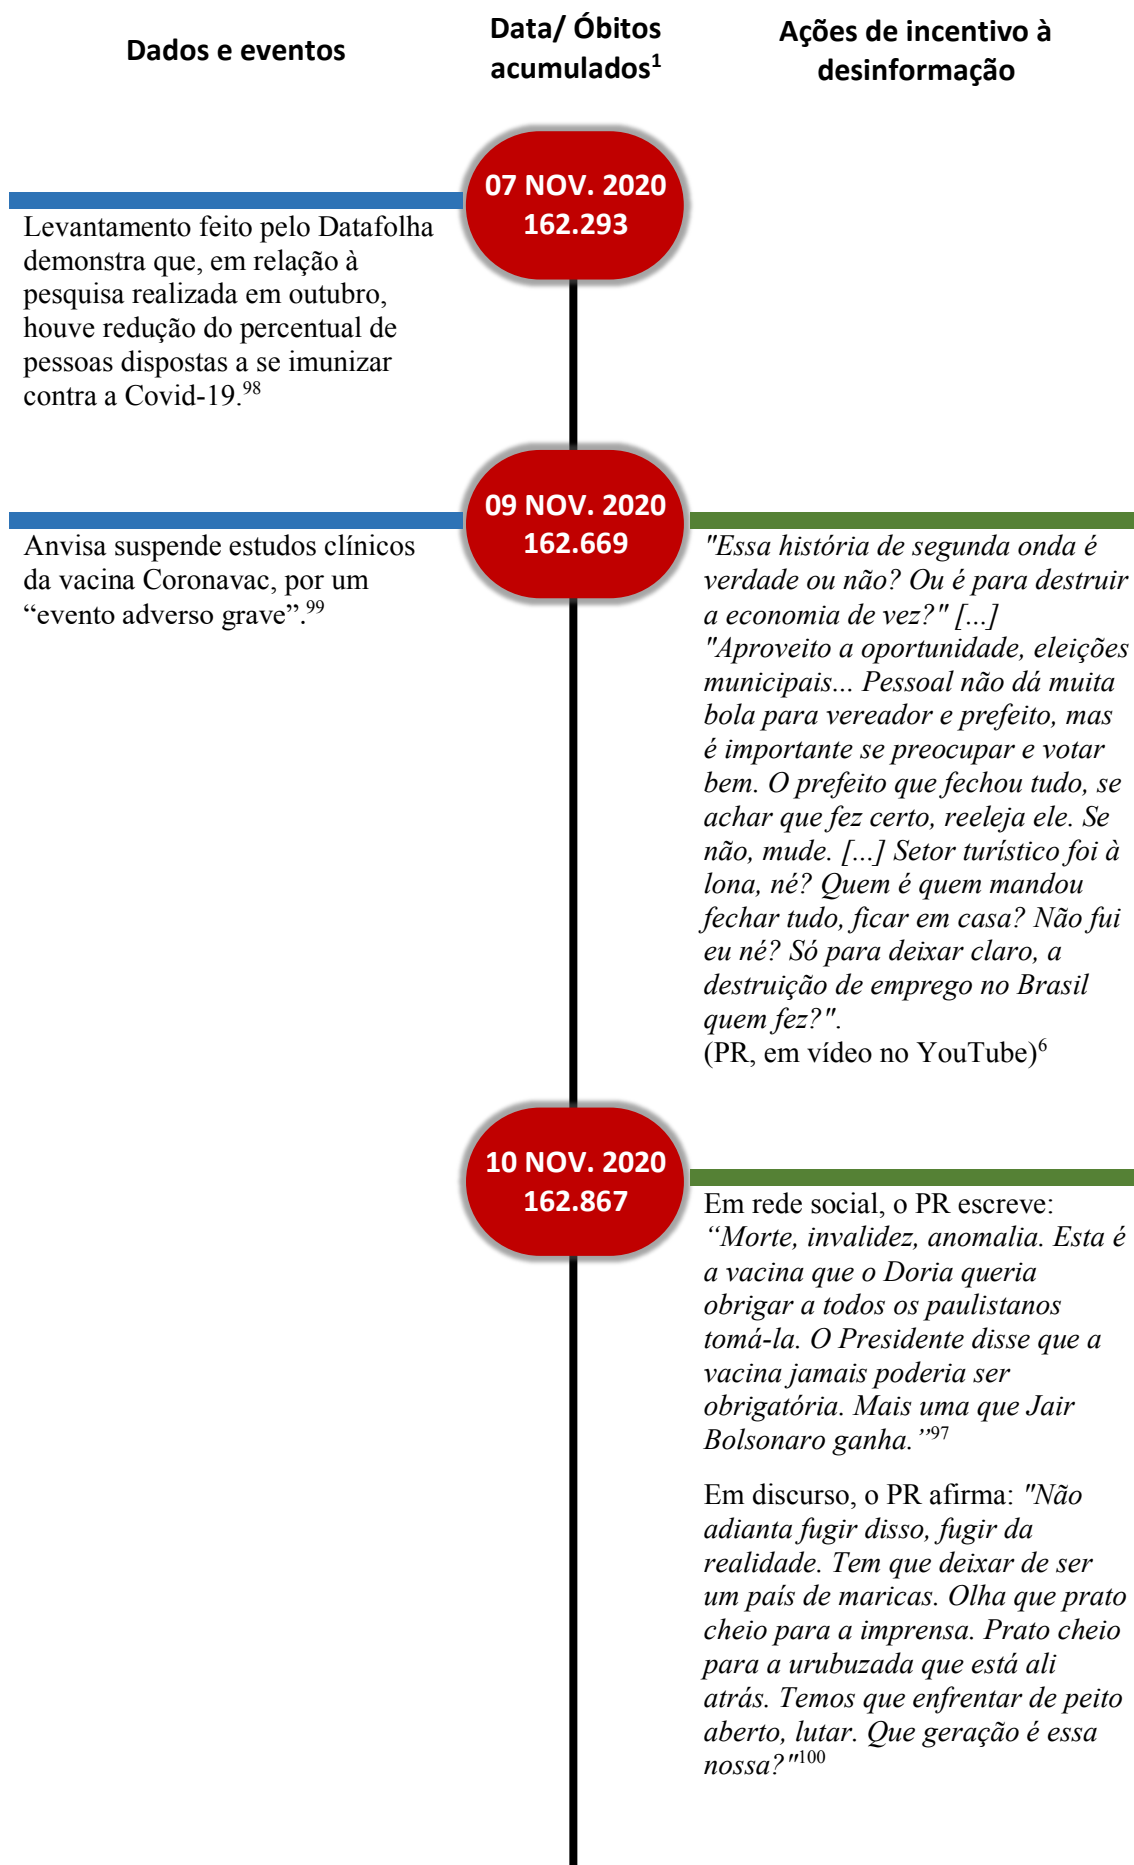 Dados e eventos
Data/ Óbitos
acumulados¹
Ações de incentivo à
desinformação
07 NOV. 2020
162.293
Levantamento feito pelo Datafolha
demonstra que, em relação à
pesquisa realizada em outubro,
houve redução do percentual de
pessoas dispostas a se imunizar
contra a Covid-19.⁹⁸
09 NOV. 2020
162.669
Anvisa suspende estudos clínicos
da vacina Coronavac, por um
“evento adverso grave”.⁹⁹
"Essa história de segunda onda é
verdade ou não? Ou é para destruir
a economia de vez?" [...]
"Aproveito a oportunidade, eleições
municipais... Pessoal não dá muita
bola para vereador e prefeito, mas
é importante se preocupar e votar
bem. O prefeito que fechou tudo, se
achar que fez certo, reeleja ele. Se
não, mude. [...] Setor turístico foi à
lona, né? Quem é quem mandou
fechar tudo, ficar em casa? Não fui
eu né? Só para deixar claro, a
destruição de emprego no Brasil
quem fez?".
(PR, em vídeo no YouTube)⁶
10 NOV. 2020
162.867
Em rede social, o PR escreve:
“Morte, invalidez, anomalia. Esta é
a vacina que o Doria queria
obrigar a todos os paulistanos
tomá-la. O Presidente disse que a
vacina jamais poderia ser
obrigatória. Mais uma que Jair
Bolsonaro ganha.”⁹⁷
Em discurso, o PR afirma: "Não
adianta fugir disso, fugir da
realidade. Tem que deixar de ser
um país de maricas. Olha que prato
cheio para a imprensa. Prato cheio
para a urubuzada que está ali
atrás. Temos que enfrentar de peito
aberto, lutar. Que geração é essa
nossa?"¹⁰⁰